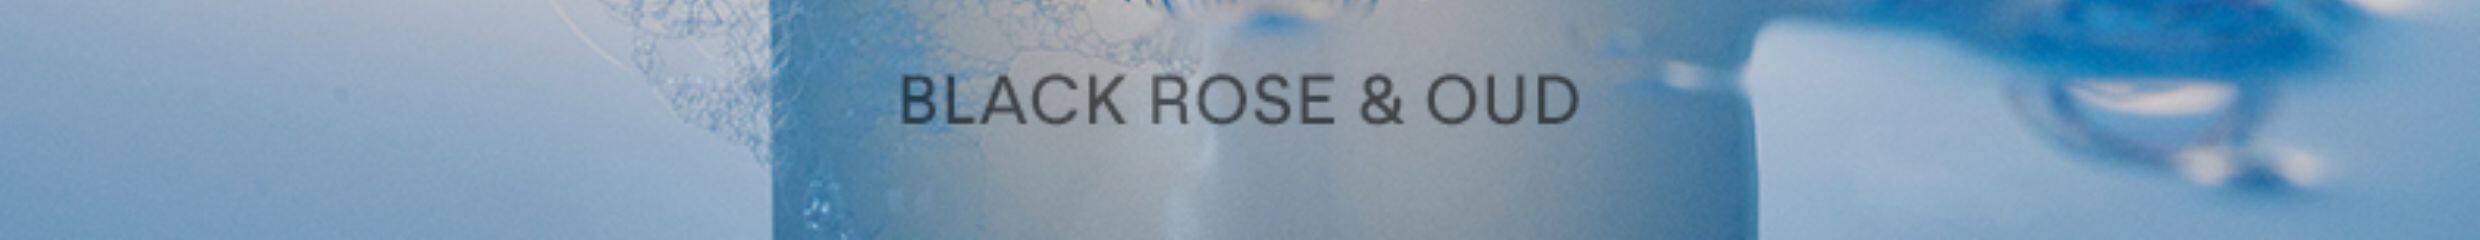 BLACK ROSE & OUD